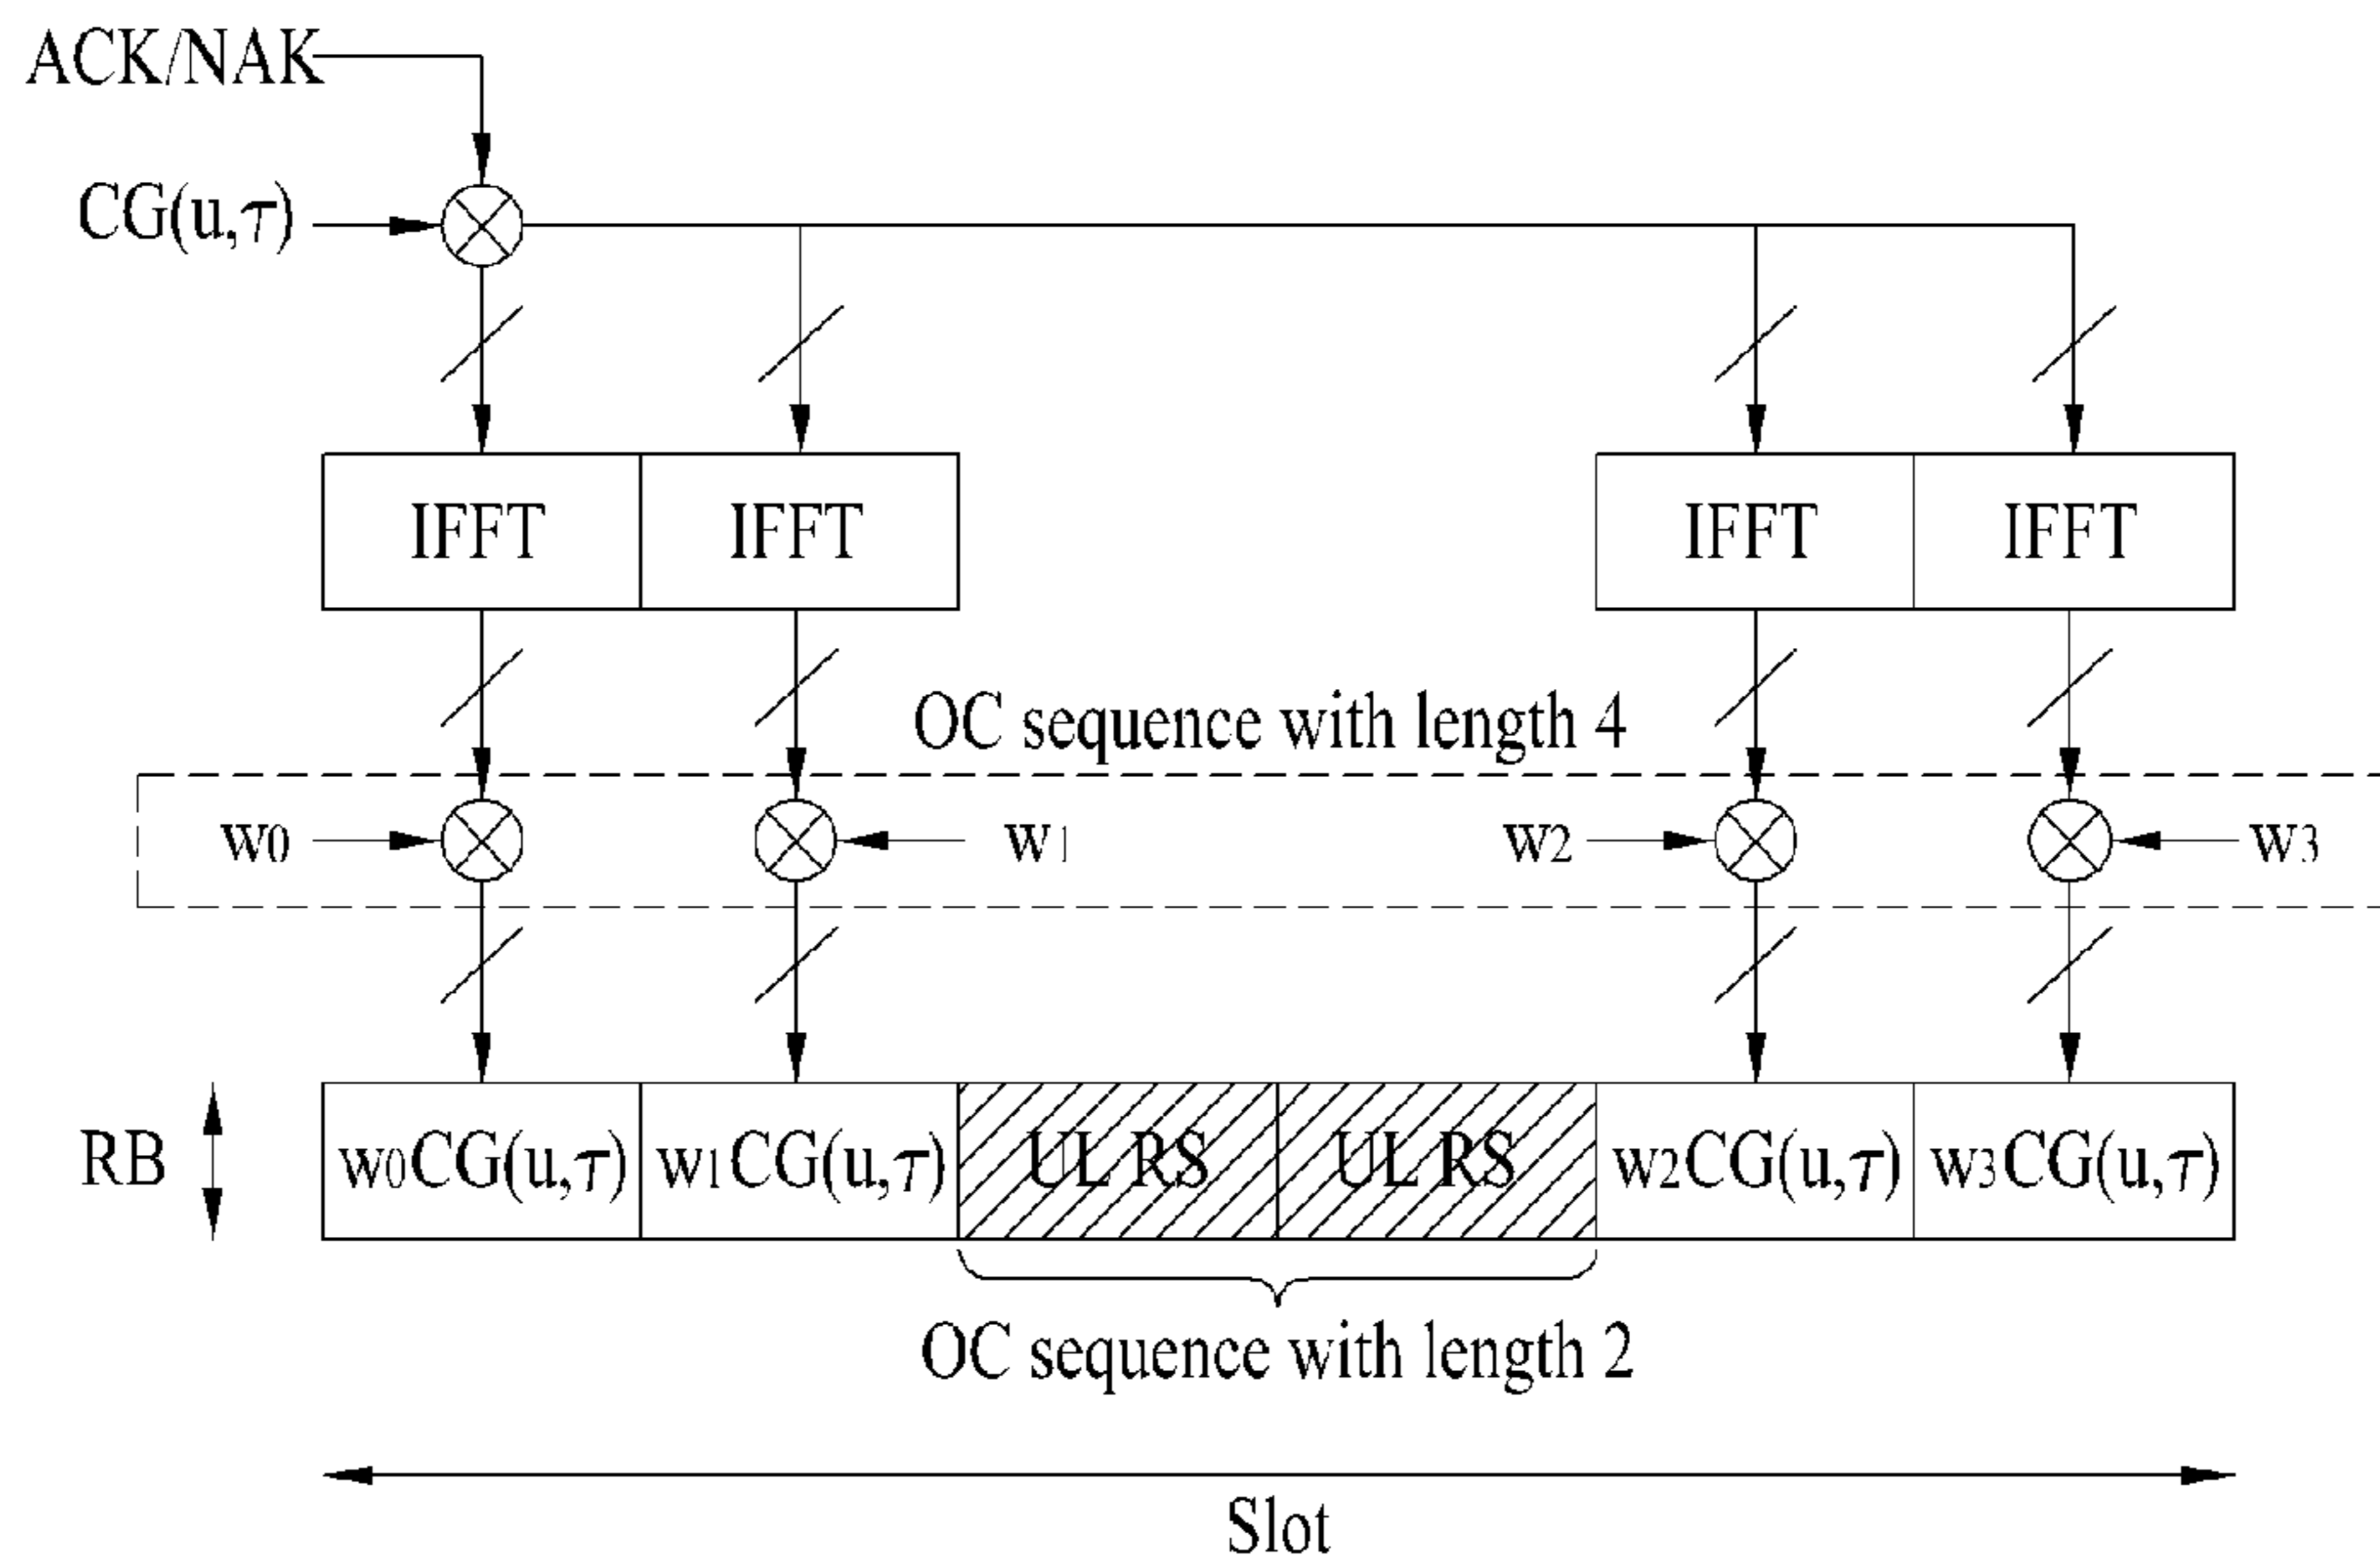 ACK/NAK
CG(u,τ)
IFFT IFFT IFFT IFFT
OC sequence with length 4
w0 w1 w2 w3
RB w0CG(u,τ) w1CG(u,τ) UL RS UL RS w2CG(u,τ) w3CG(u,τ)
OC sequence with length 2
Slot